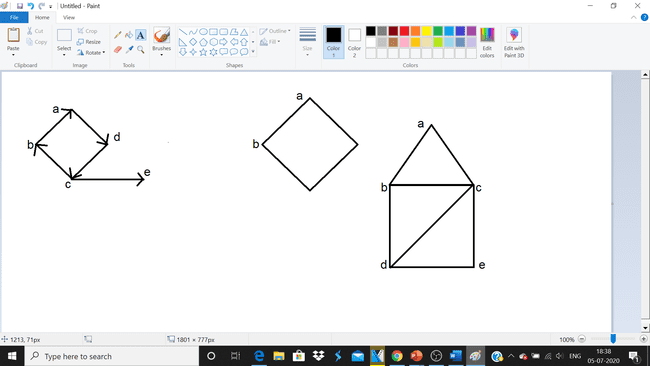 Untitled - Paint
File Home View
Paste
Cut
Copy
Clipboard
Select
Crop
Resize
Rotate
Image
Tools
Brushes
Shapes
Outline
Fill
Size
Color 1
Color 2
Colors
Edit colors
Edit with Paint 3D
a
b
d
c
e
a
b
a
b
c
d
e
1213, 71px
1801 × 777px
100%
Type here to search
ENG
18:38
05-07-2020